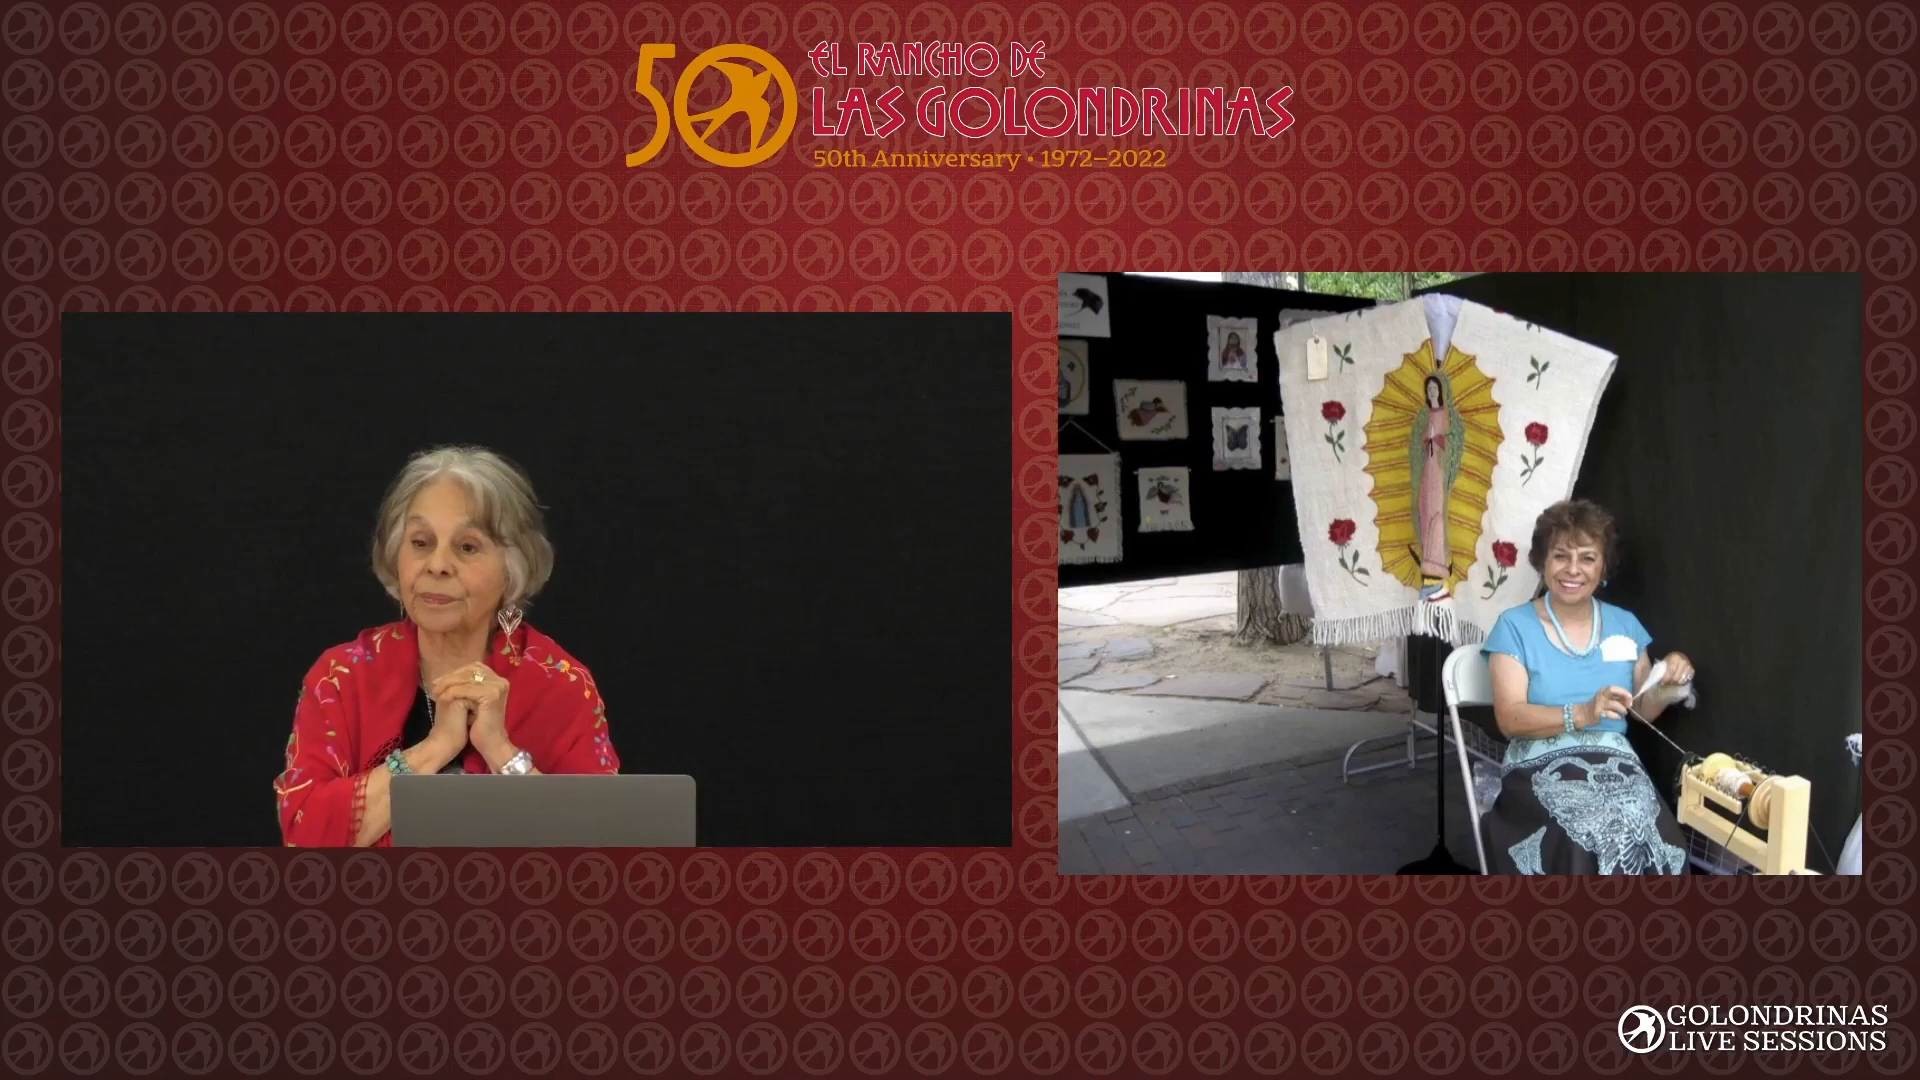 50
EL RANCHO DE
LAS GOLONDRINAS
50th Anniversary • 1972–2022
GOLONDRINAS
LIVE SESSIONS